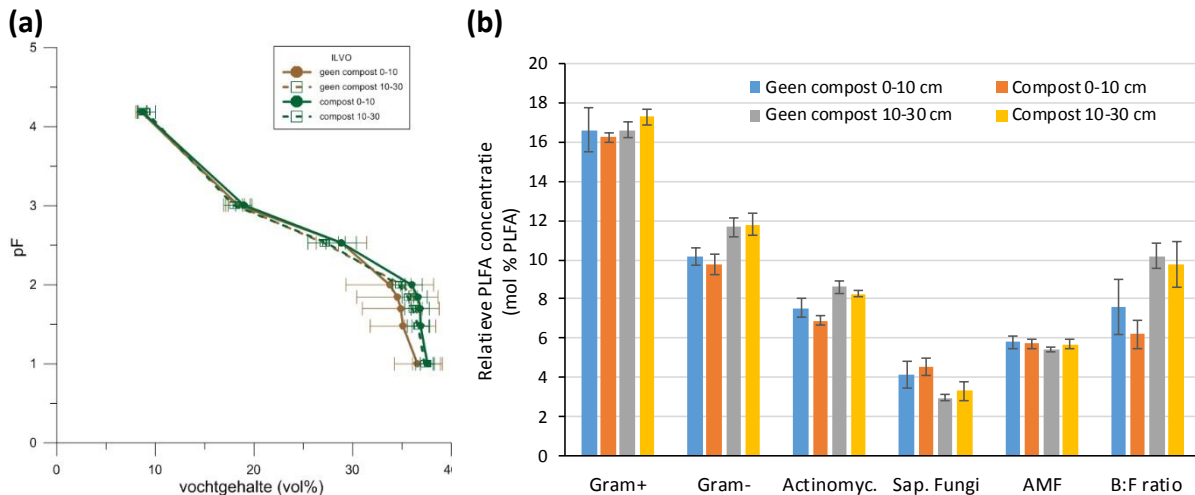 (a)
5
4
3
2
1
0
pF
0
10
20
30
vochtgehalte (vol%)
ILVO
geen compost 0-10
geen compost 10-30
compost 0-10
compost 10-30
(b)
Relatieve PLFA concentratie
(mol % PLFA)
20
18
16
14
12
10
8
6
4
2
0
Geen compost 0-10 cm
Compost 0-10 cm
Geen compost 10-30 cm
Compost 10-30 cm
Gram+
Gram-
Actinomyc.
Sap. Fungi
AMF
B:F ratio